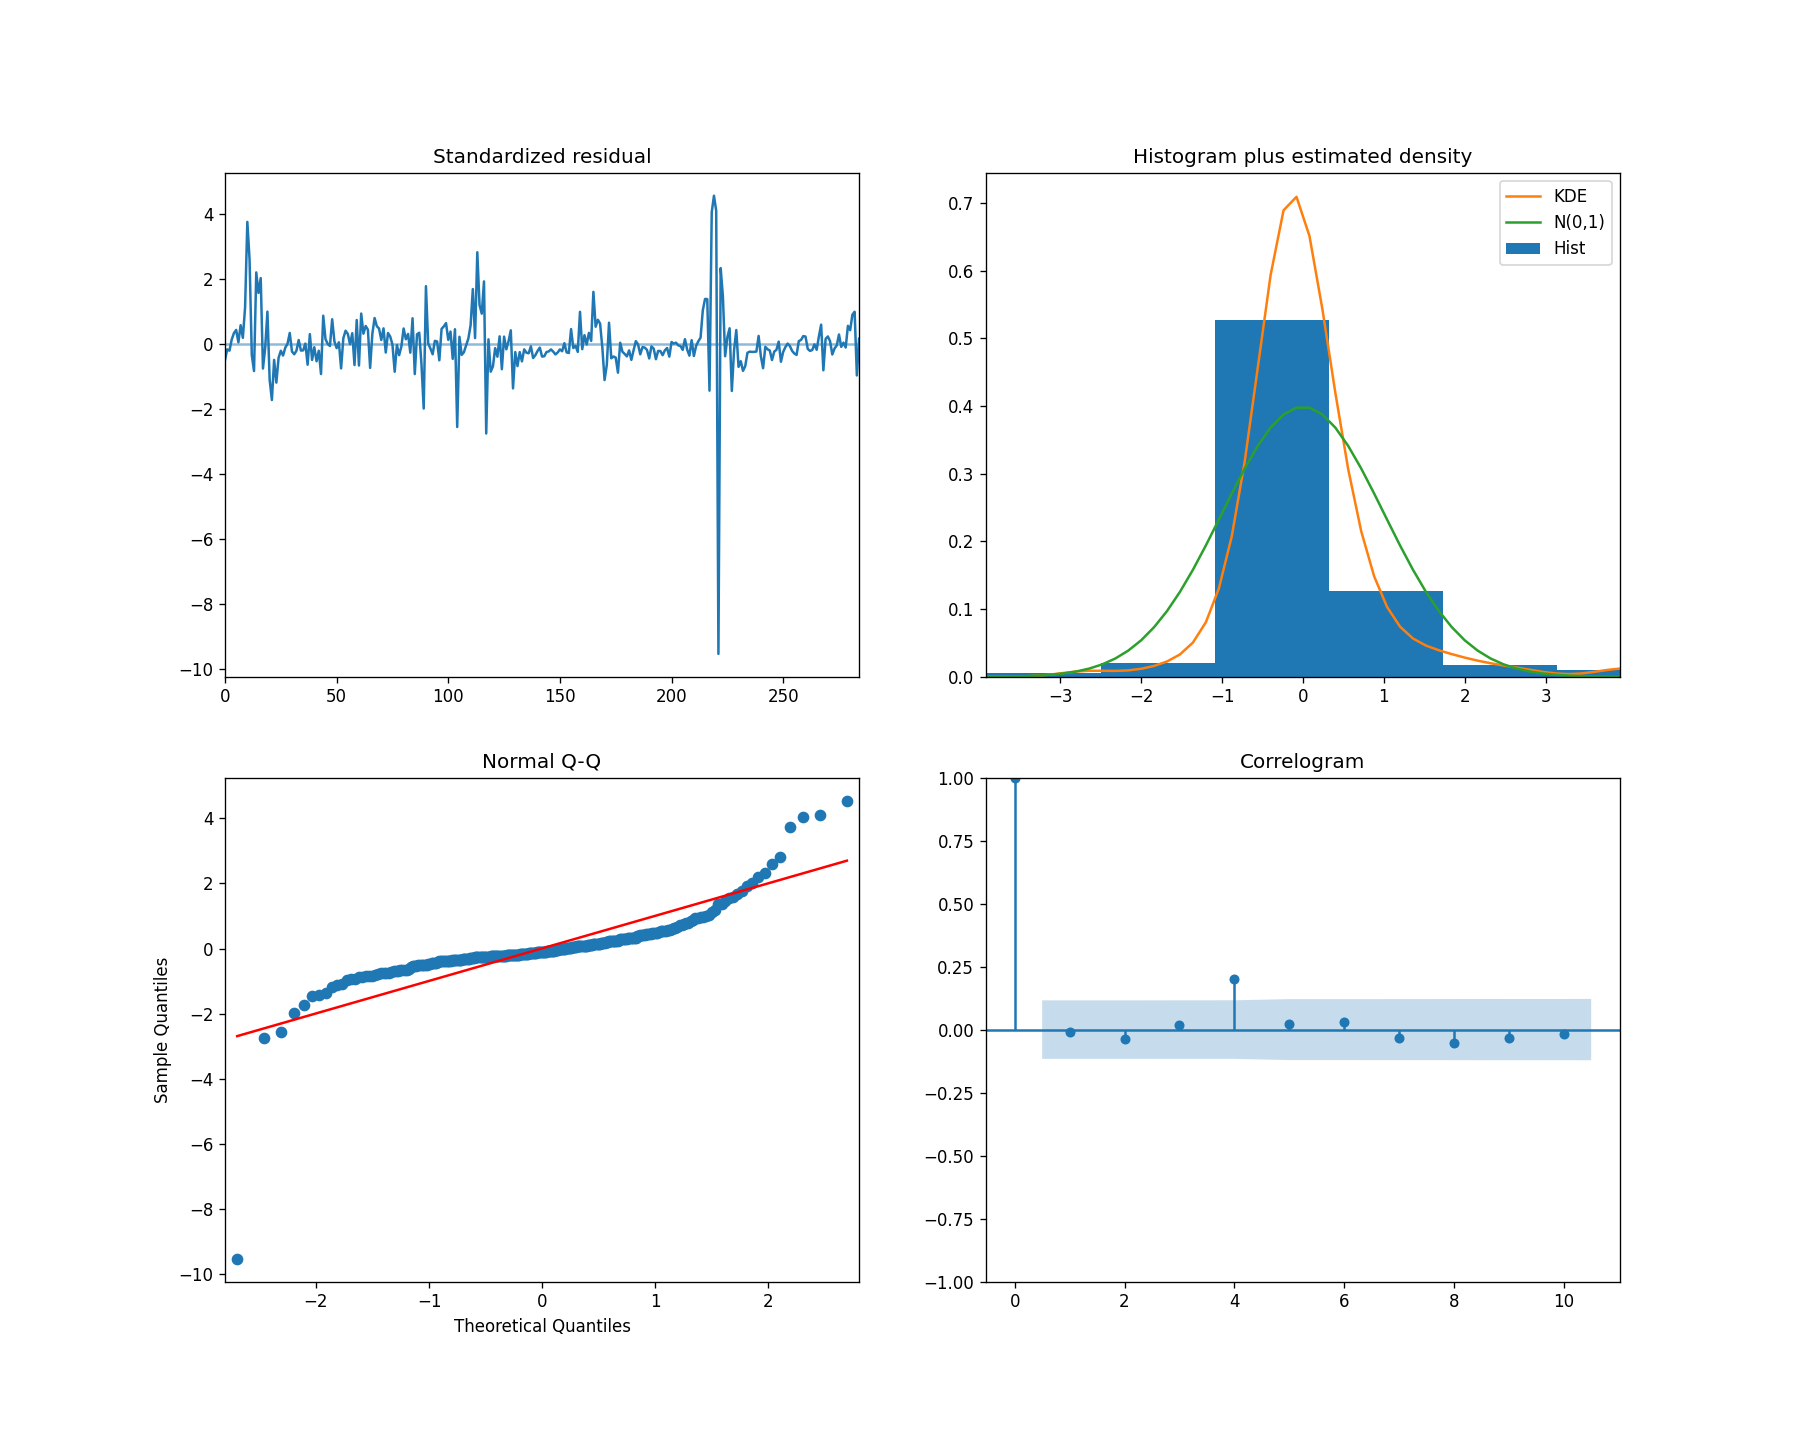 Standardized residual
4
2
0
−2
−4
−6
−8
−10
0 50 100 150 200 250
Histogram plus estimated density
KDE
N(0,1)
Hist
0.7
0.6
0.5
0.4
0.3
0.2
0.1
0.0
−3 −2 −1 0 1 2 3
Normal Q-Q
Sample Quantiles
4
2
0
−2
−4
−6
−8
−10
−2 −1 0 1 2
Theoretical Quantiles
Correlogram
1.00
0.75
0.50
0.25
0.00
−0.25
−0.50
−0.75
−1.00
0 2 4 6 8 10